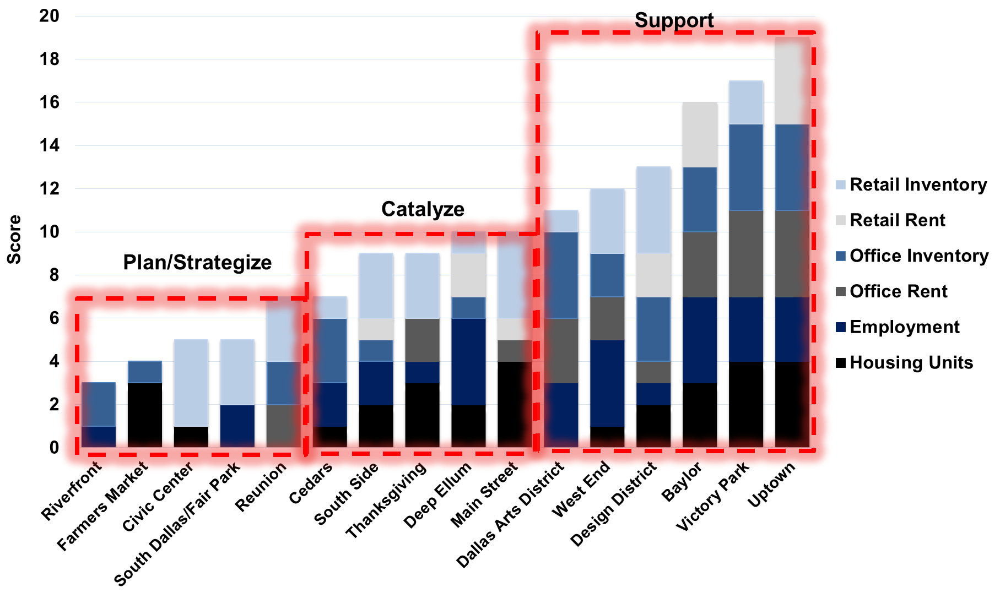 20
18
16
14
12
10
8
6
4
2
0
Score
Plan/Strategize
Catalyze
Support
Riverfront
Farmers Market
Civic Center
South Dallas/Fair Park
Reunion
Cedars
South Side
Thanksgiving
Deep Ellum
Main Street
Dallas Arts District
West End
Design District
Baylor
Victory Park
Uptown
Retail Inventory
Retail Rent
Office Inventory
Office Rent
Employment
Housing Units